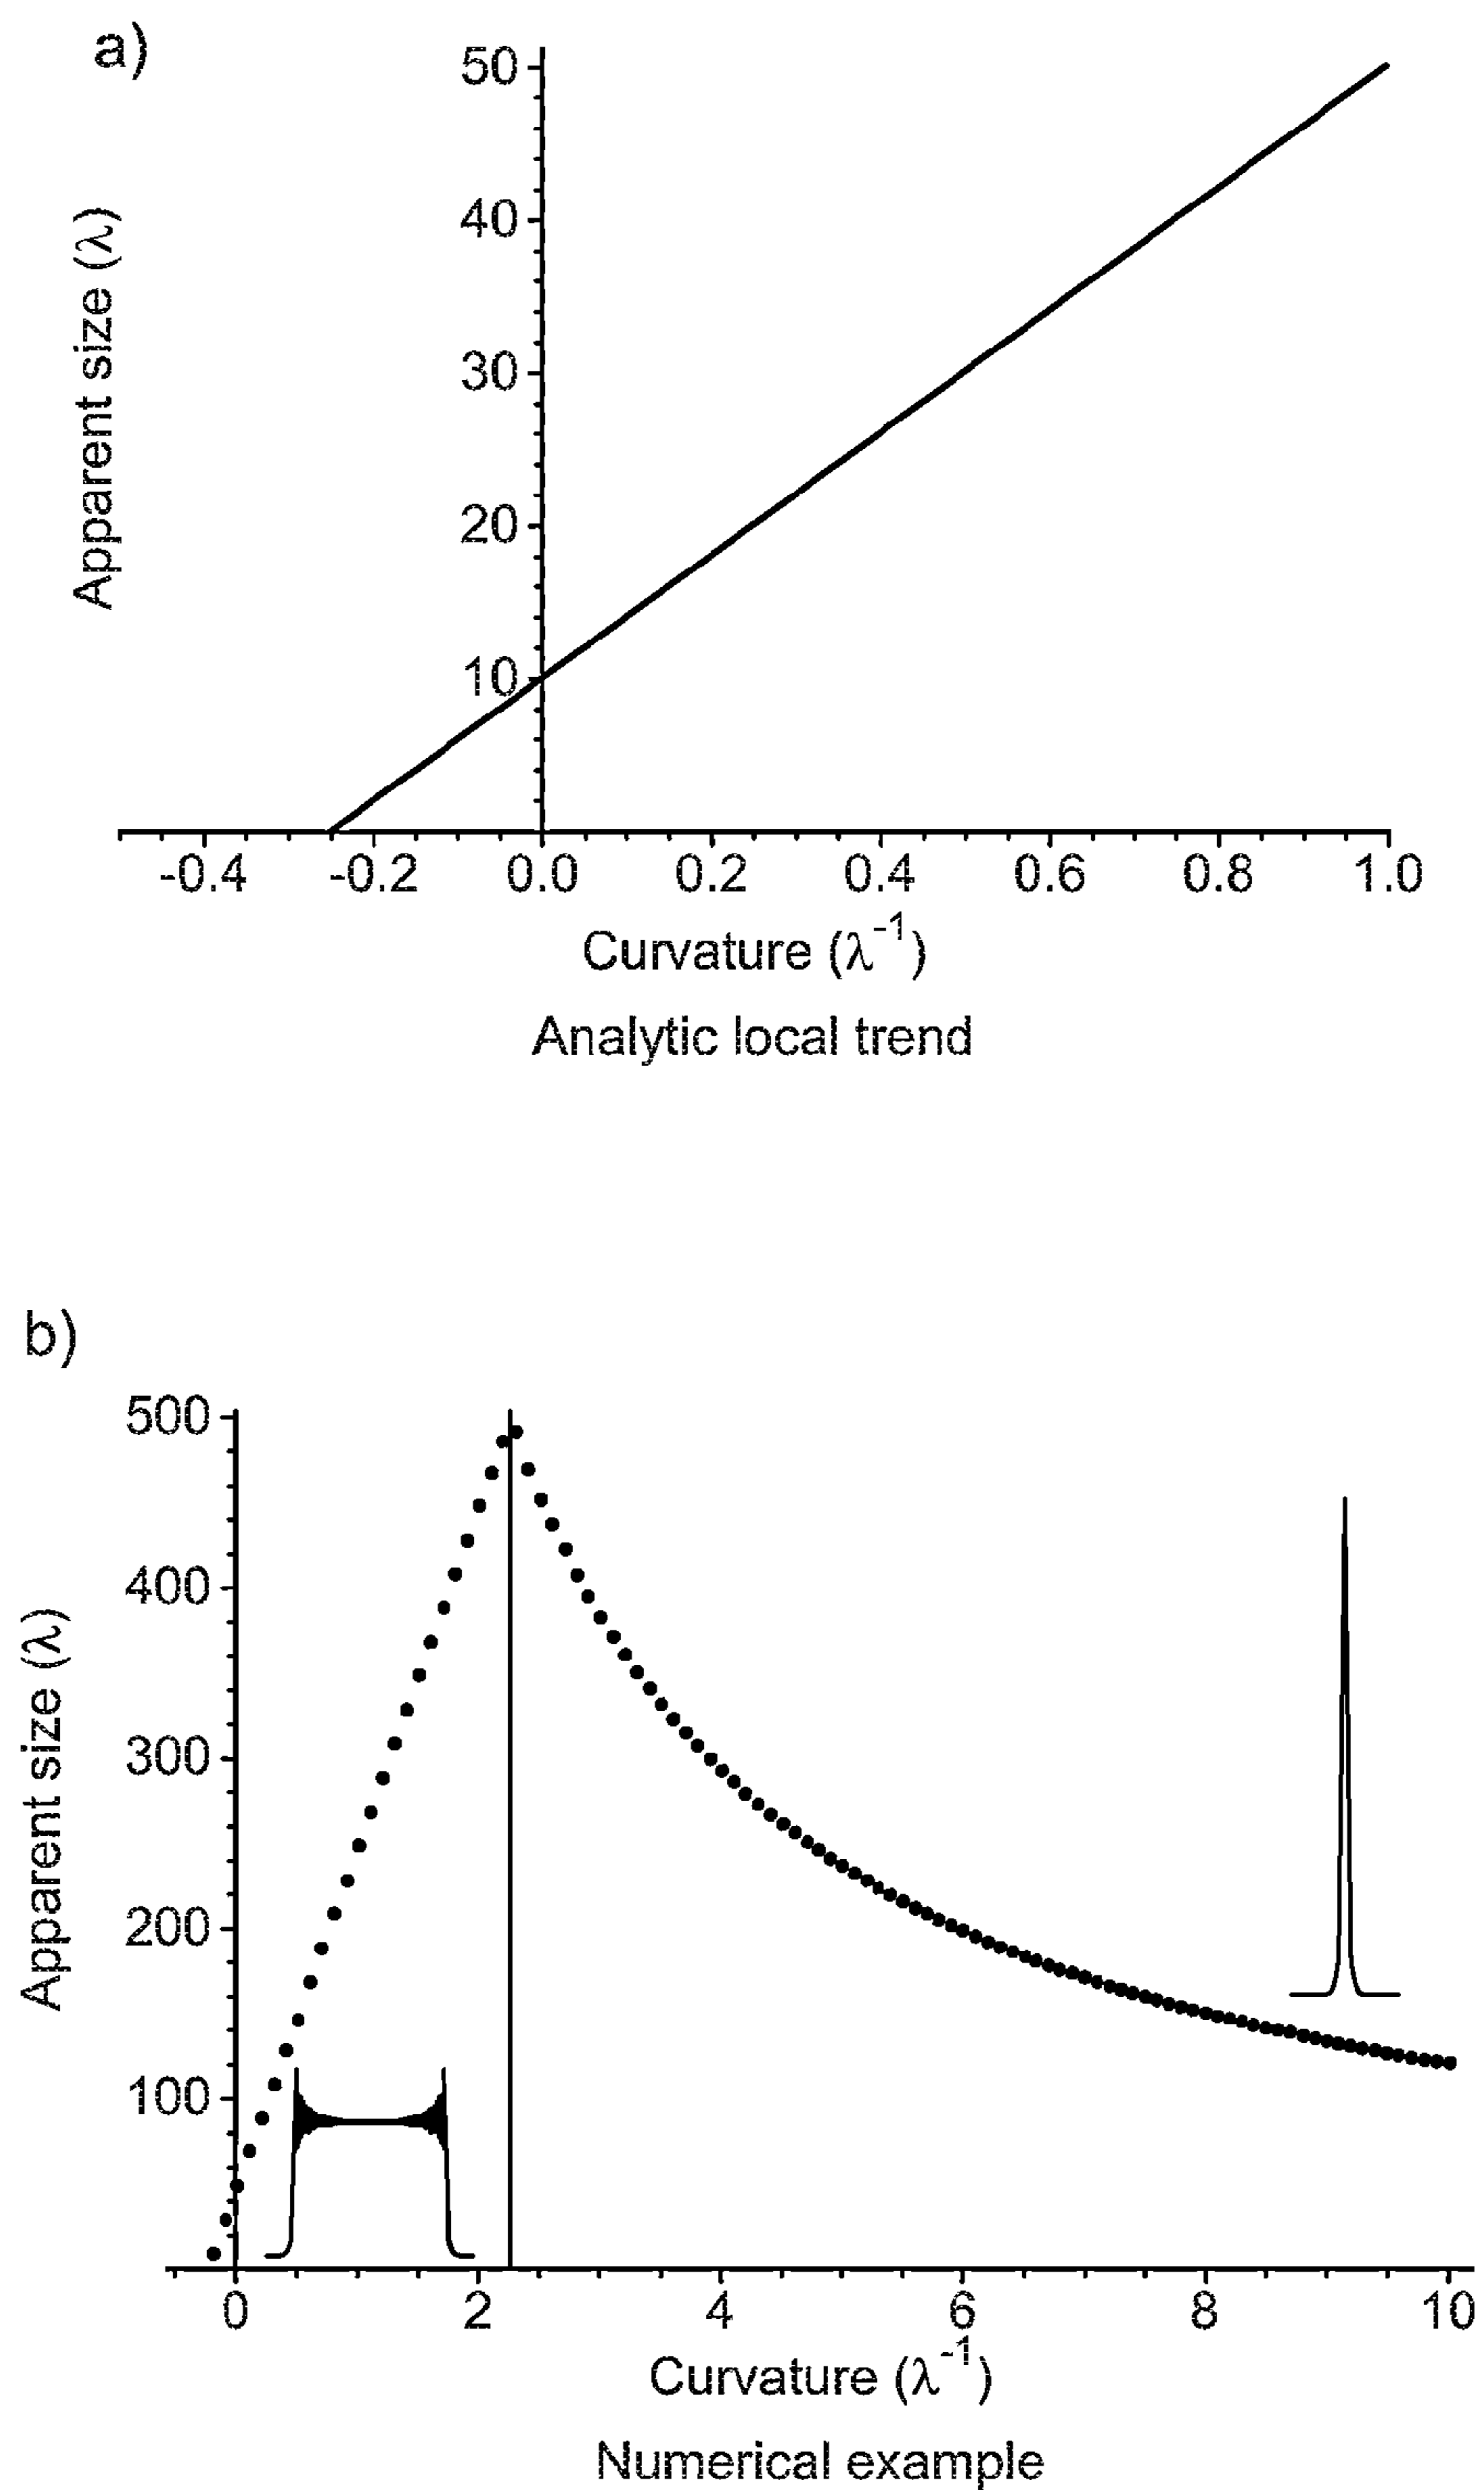 a)
50
40
30
20
10
Apparent size (λ)
-0.4 -0.2 0.0 0.2 0.4 0.6 0.8 1.0
Curvature (λ⁻¹)
Analytic local trend
b)
500
400
300
200
100
Apparent size (λ)
0 2 4 6 8 10
Curvature (λ⁻¹)
Numerical example